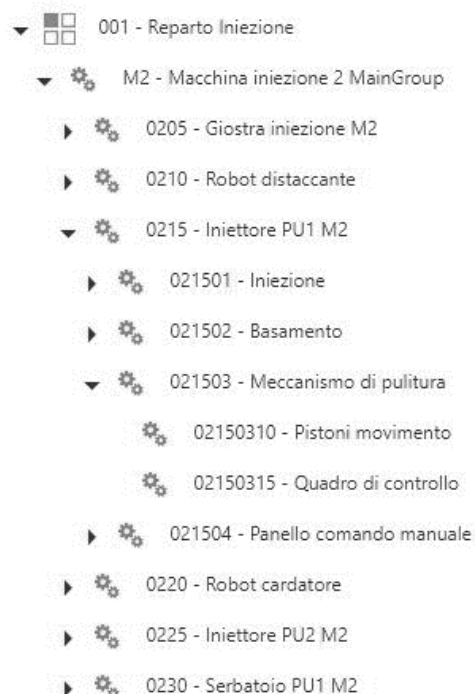 001 - Reparto Iniezione
M2 - Macchina iniezione 2 MainGroup
0205 - Giostra iniezione M2
0210 - Robot distaccante
0215 - Iniettore PU1 M2
021501 - Iniezione
021502 - Basamento
021503 - Meccanismo di pulitura
02150310 - Pistoni movimento
02150315 - Quadro di controllo
021504 - Panello comando manuale
0220 - Robot cardatore
0225 - Iniettore PU2 M2
0230 - Serbatoio PU1 M2